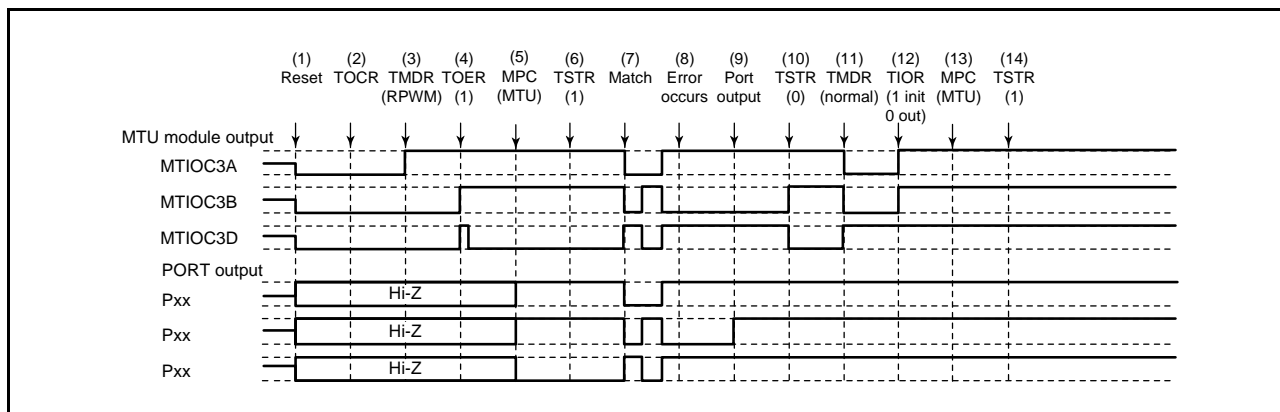 (1) (2) (3) (4) (5) (6) (7) (8) (9) (10) (11) (12) (13) (14)
Reset TOCR TMDR TOER MPC TSTR Match Error Port TSTR TMDR TIOR MPC TSTR
(RPWM) (1) (MTU) (1) occurs output (0) (normal) (1 init (MTU) (1)
0 out)
MTU module output
MTIOC3A
MTIOC3B
MTIOC3D
PORT output
Pxx Hi-Z
Pxx Hi-Z
Pxx Hi-Z